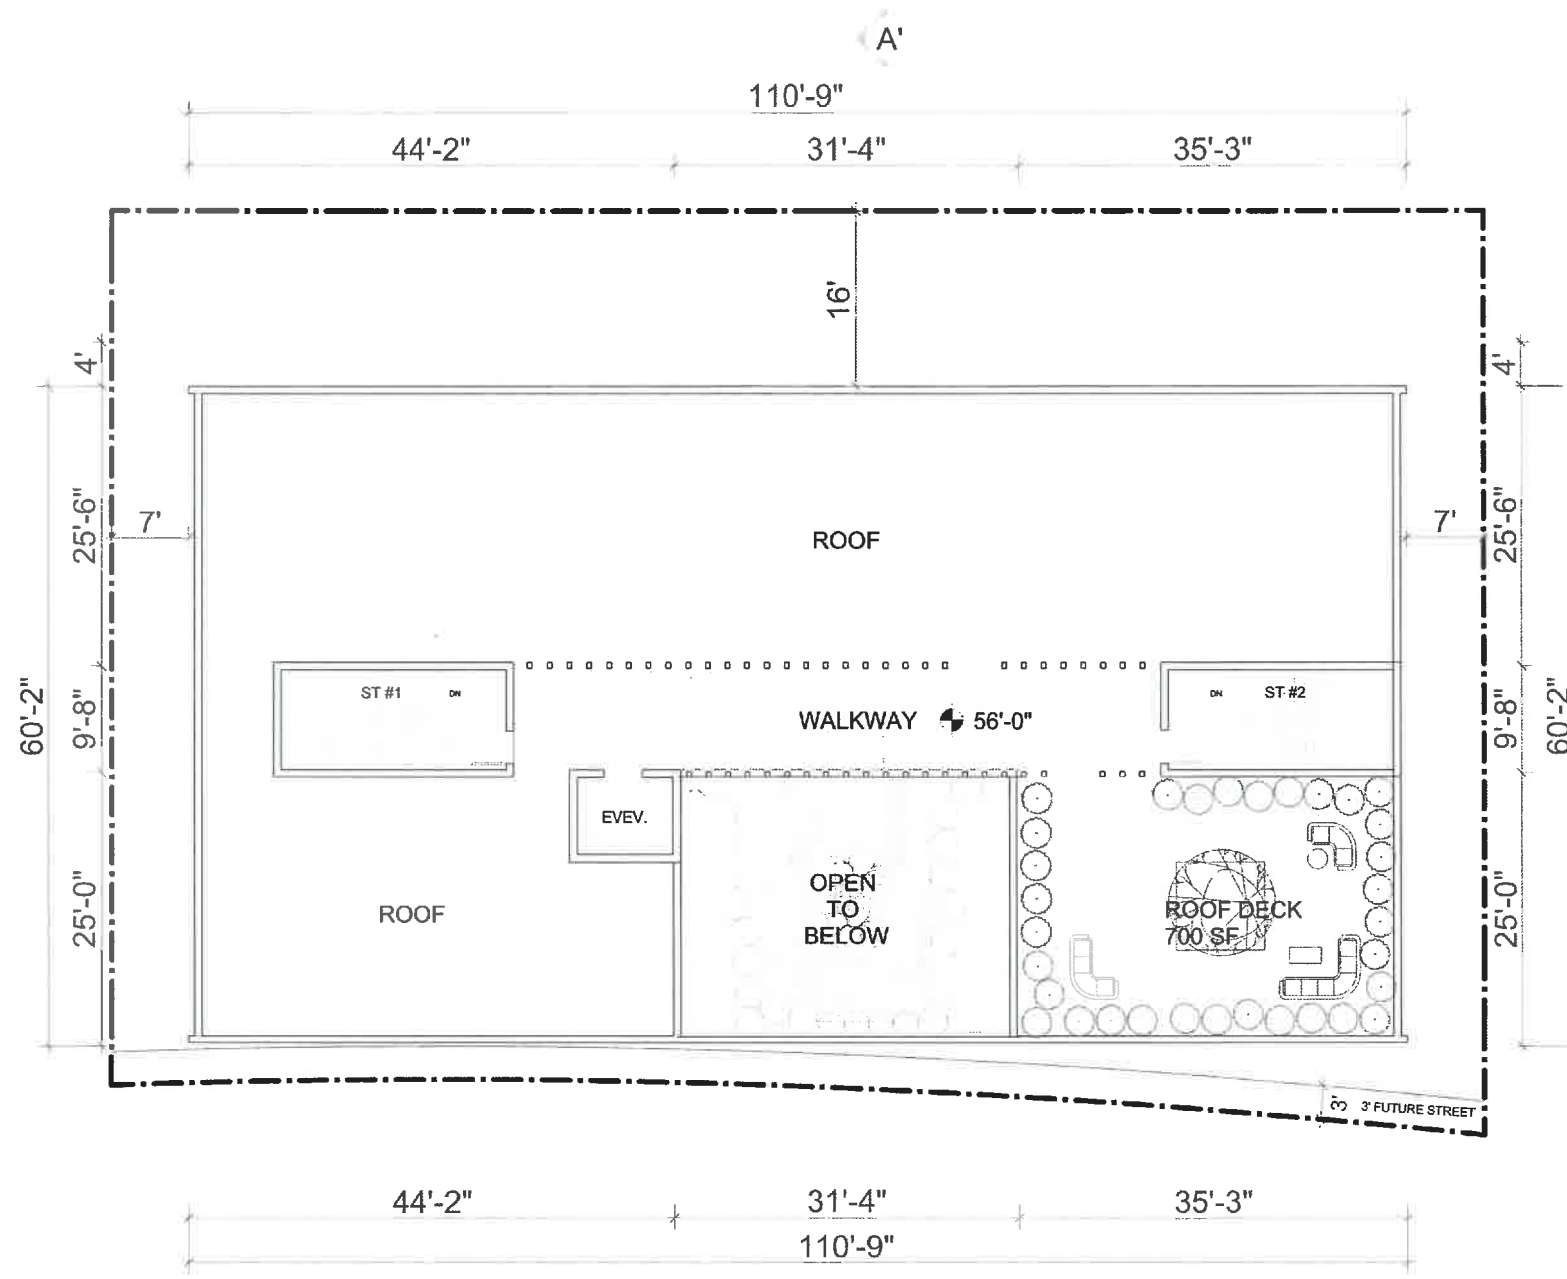 A'
110'-9"
44'-2"
31'-4"
35'-3"
16'
4'
4'
25'-6"
7'
7'
25'-6"
ROOF
ST #1
DN
DN
ST #2
WALKWAY
56'-0"
60'-2"
9'-8"
9'-8"
60'-2"
EVEV.
OPEN
TO
BELOW
ROOF
ROOF DECK
700 SF
25'-0"
25'-0"
3'
3' FUTURE STREET
44'-2"
31'-4"
35'-3"
110'-9"